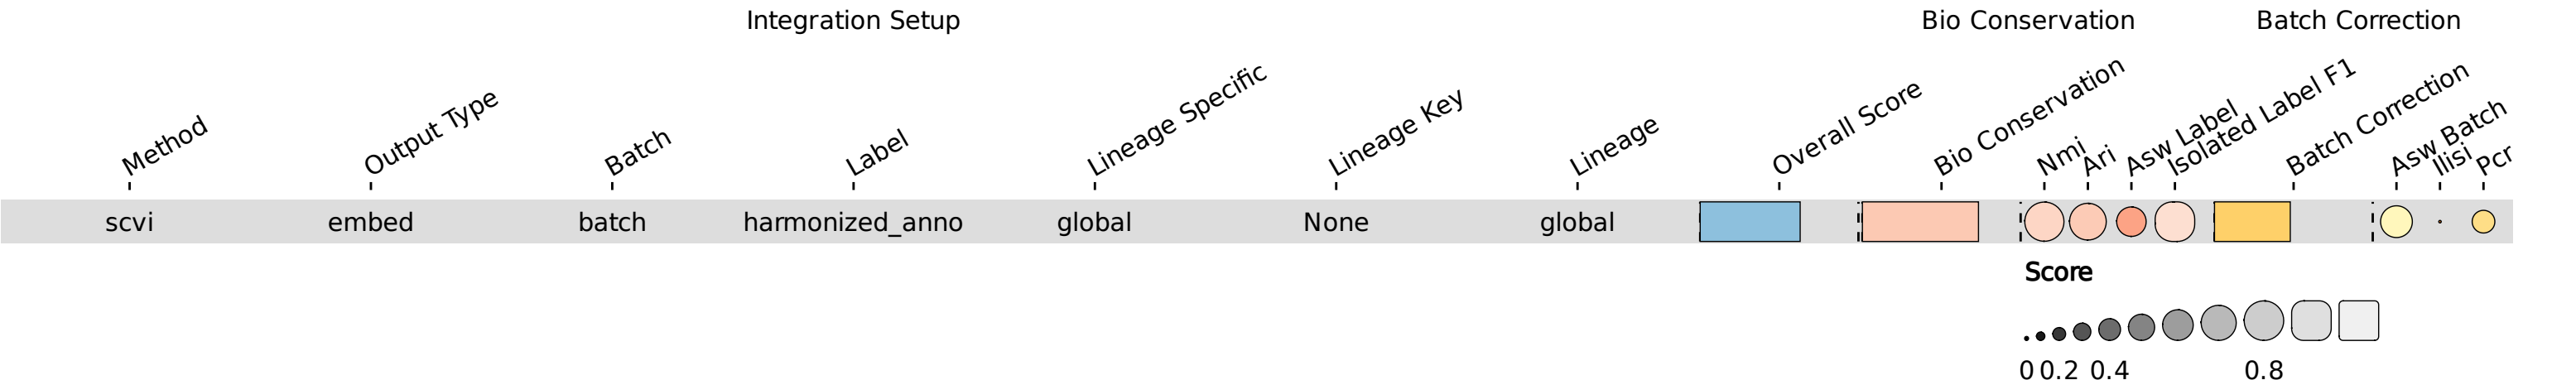 Integration Setup
Bio Conservation
Batch Correction
Method
Output Type
Batch
Label
Lineage Specific
Lineage Key
Lineage
Overall Score
Bio Conservation
Nmi
Ari
Asw Label
Isolated Label F1
Batch Correction
Asw Batch
Ilisi
Pcr
scvi embed batch harmonized_anno global None global
Score
0 0.2 0.4 0.8